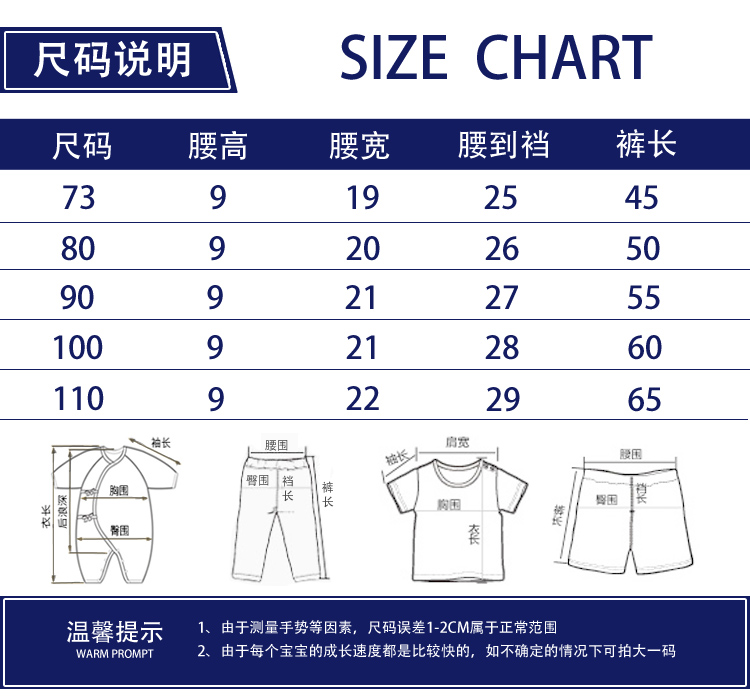 尺码说明
SIZE CHART
尺码 腰高 腰宽 腰到裆 裤长
73 9 19 25 45
80 9 20 26 50
90 9 21 27 55
100 9 21 28 60
110 9 22 29 65
袖长
胸围
臀围
衣长
后浪深
腰围
臀围
裆长
裤长
肩宽
袖长
胸围
衣长
腰围
臀围
裆长
温馨提示
WARM PROMPT
1、由于测量手势等因素，尺码误差1-2CM属于正常范围
2、由于每个宝宝的成长速度都是比较快的，如不确定的情况下可拍大一码